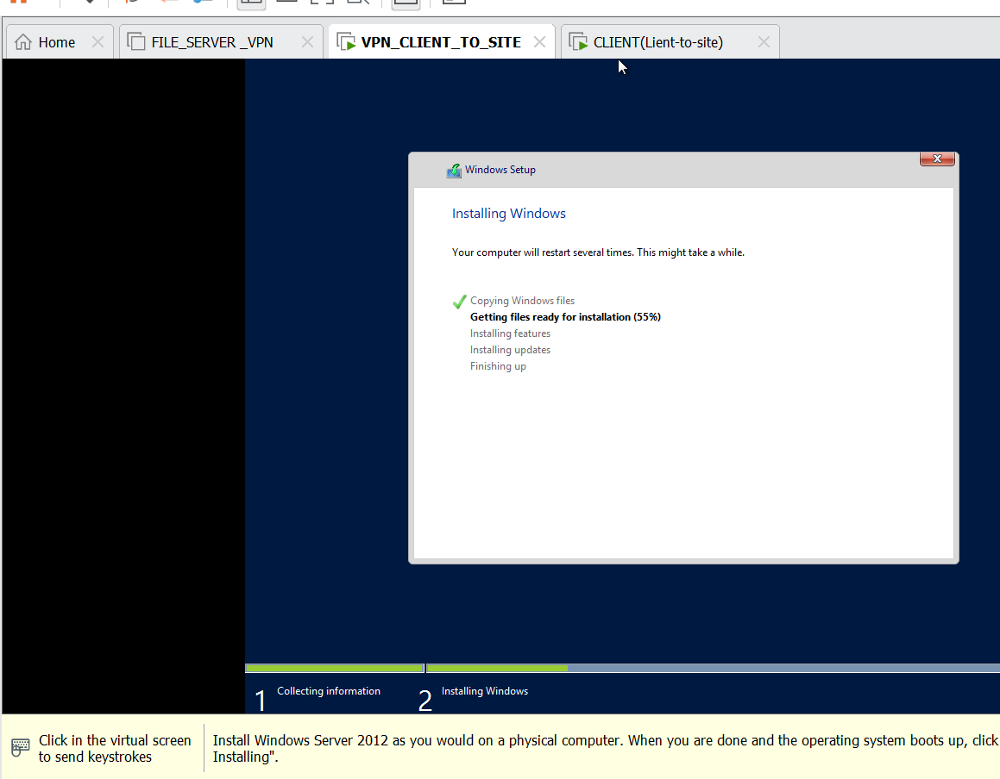 Home
FILE_SERVER _VPN
VPN_CLIENT_TO_SITE
CLIENT(Lient-to-site)
Windows Setup
Installing Windows
Your computer will restart several times. This might take a while.
Copying Windows files
Getting files ready for installation (55%)
Installing features
Installing updates
Finishing up
1 Collecting information
2 Installing Windows
Click in the virtual screen
to send keystrokes
Install Windows Server 2012 as you would on a physical computer. When you are done and the operating system boots up, click
Installing".